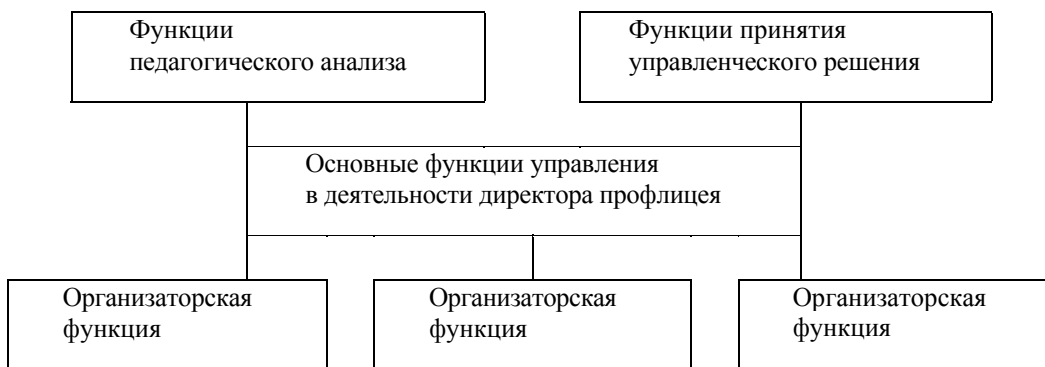 Функции
педагогического анализа
Функции принятия
управленческого решения
Основные функции управления
в деятельности директора профлицея
Организаторская
функция
Организаторская
функция
Организаторская
функция